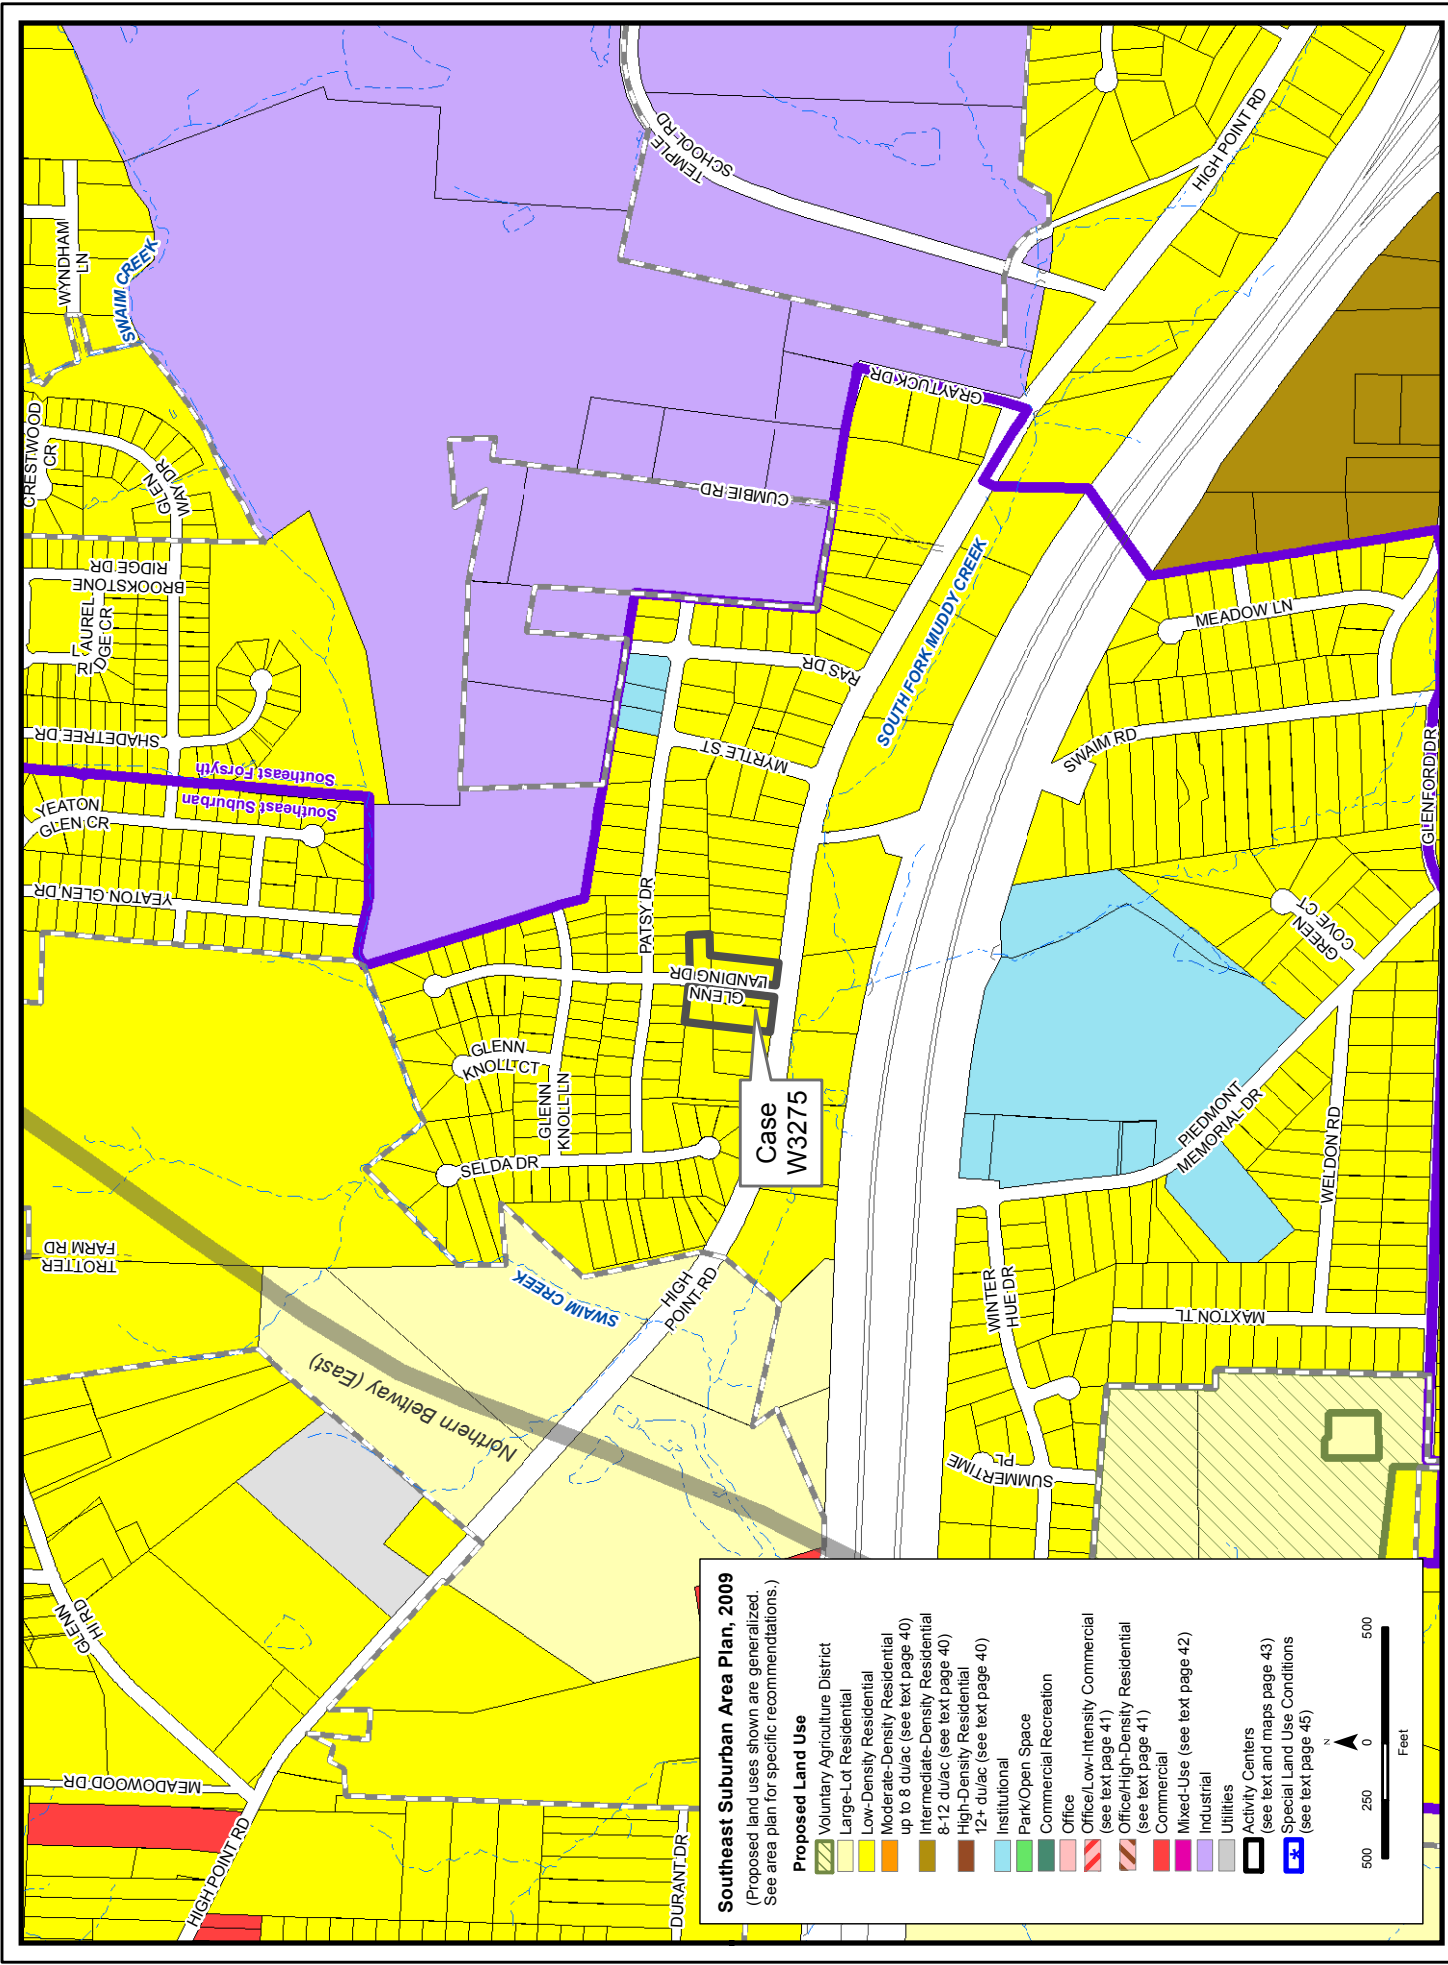 WYNDHAM
LN
SWAIM CREEK
CREST WOOD
CR
GLEN
WAY DR
BROOKSTONE
RIDGE DR
LAUREL
RIDGE CR
SHADETREE DR
Southeast Forsyth
Southeast Suburban
YEATON
GLEN CR
YEATON GLEN DR
TEMPLE
SCHOOL RD
HIGH POINT RD
GRAYTUCK DR
CUMBIE RD
SOUTH FORK MUDDY CREEK
RAS DR
MYRTLE ST
PATSY DR
GLENN
LANDING DR
GLENN
KNOLL CT
GLENN
KNOLL LN
SELDA DR
Case
W3275
MEADOW LN
SWAIM RD
GLENFORD DR
GREEN
COVE CT
PIEDMONT
MEMORIAL DR
WELDON RD
MAXTON TL
WINTER
HUE DR
SUMMERTIME
PL
TROTTER
FARM RD
SWAIM CREEK
HIGH
POINT RD
Northern Beltway (East)
GLENN
HI RD
MEADOWOOD DR
HIGH POINT RD
DURANT DR
Southeast Suburban Area Plan, 2009
(Proposed land uses shown are generalized.
See area plan for specific recommendtations.)
Proposed Land Use
Voluntary Agriculture District
Large-Lot Residential
Low-Density Residential
Moderate-Density Residential
up to 8 du/ac (see text page 40)
Intermediate-Density Residential
8-12 du/ac (see text page 40)
High-Density Residential
12+ du/ac (see text page 40)
Institutional
Park/Open Space
Commercial Recreation
Office
Office/Low-Intensity Commercial
(see text page 41)
Office/High-Density Residential
(see text page 41)
Commercial
Mixed-Use (see text page 42)
Industrial
Utilities
Activity Centers
(see text and maps page 43)
Special Land Use Conditions
(see text page 45)
N
500 250 0 500
Feet